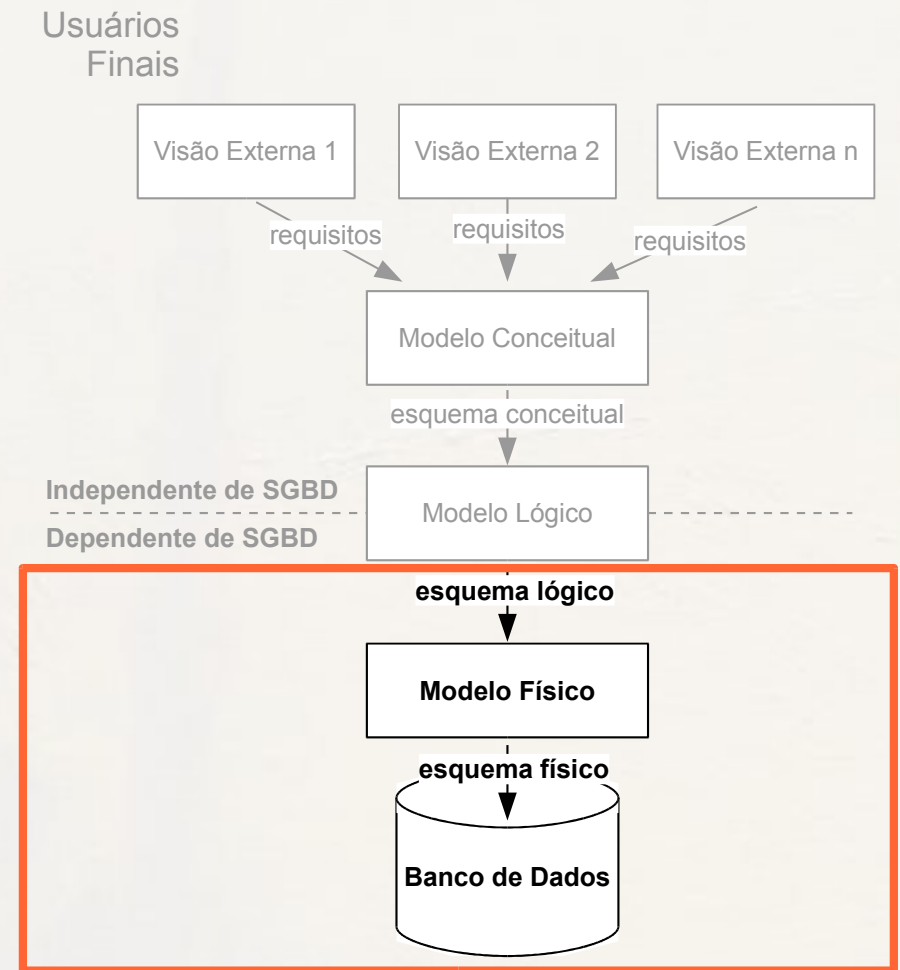 Usuários
Finais
Visão Externa 1
Visão Externa 2
Visão Externa n
requisitos
requisitos
requisitos
Modelo Conceitual
esquema conceitual
Independente de SGBD
Modelo Lógico
Dependente de SGBD
esquema lógico
Modelo Físico
esquema físico
Banco de Dados